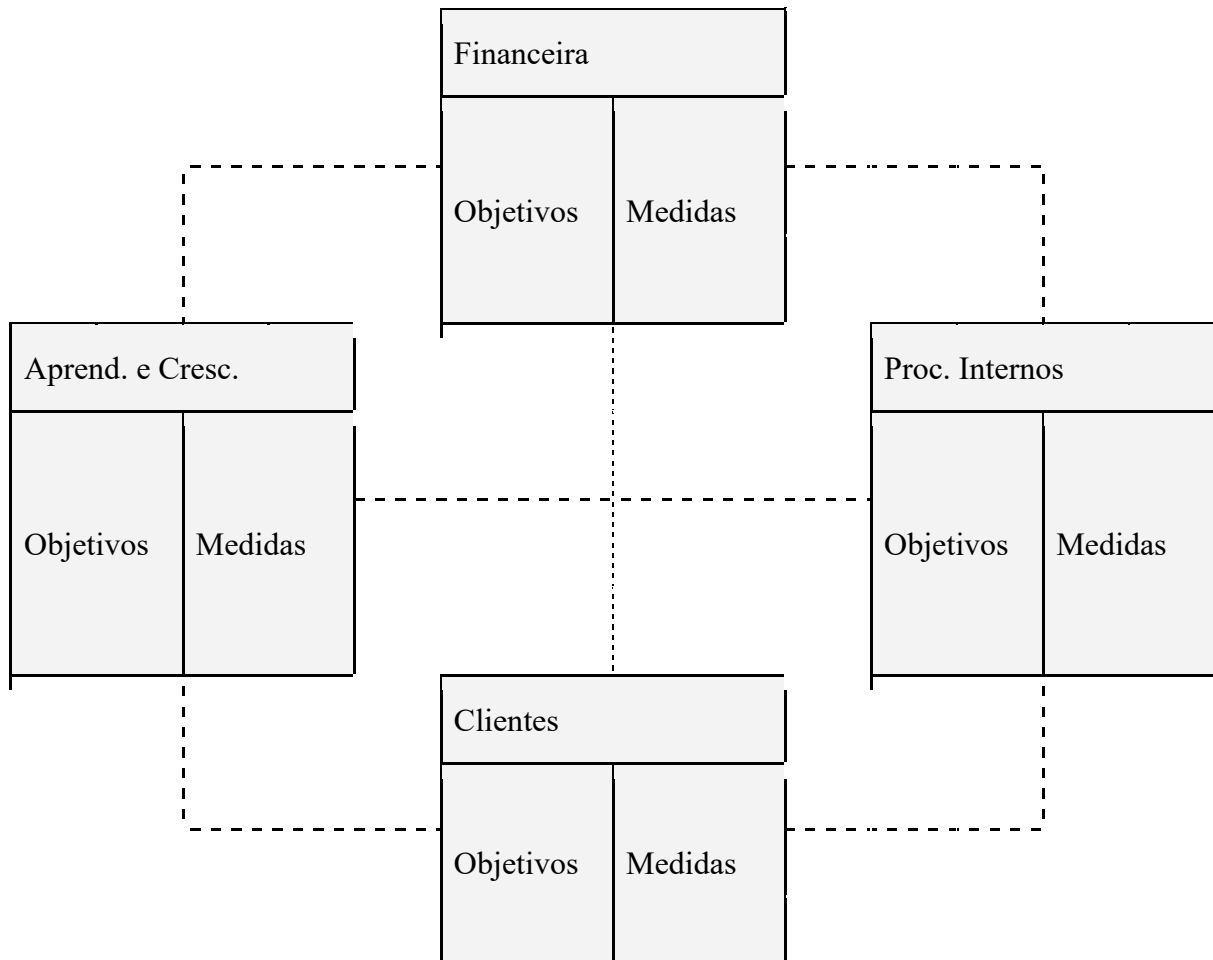 Financeira
Objetivos Medidas
Aprend. e Cresc.
Proc. Internos
Objetivos Medidas
Objetivos Medidas
Clientes
Objetivos Medidas